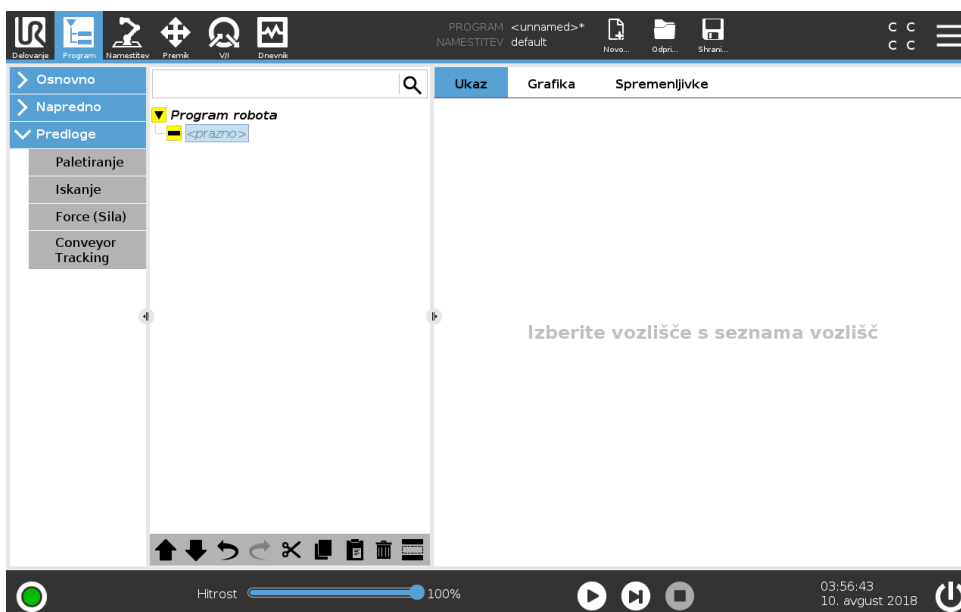 PROGRAM <unnamed>*
NAMESTITEV default
Delovanje Program Namestitev Premik V/I Dnevnik Novo... Odpri... Shrani...
C C
C C
Osnovno
Napredno
Predloge
Paletiranje
Iskanje
Force (Sila)
Conveyor
Tracking
Program robota
<prazno>
Ukaz Grafika Spremenljivke
Izberite vozlišče s seznama vozlišč
Hitrost 100%
03:56:43
10. avgust 2018